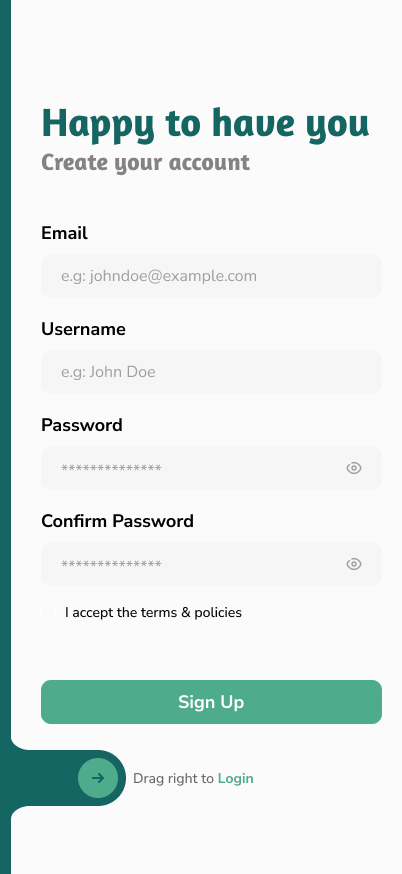 Happy to have you
Create your account
Email
e.g: johndoe@example.com
Username
e.g: John Doe
Password
**************
Confirm Password
**************
I accept the terms & policies
Sign Up
Drag right to Login